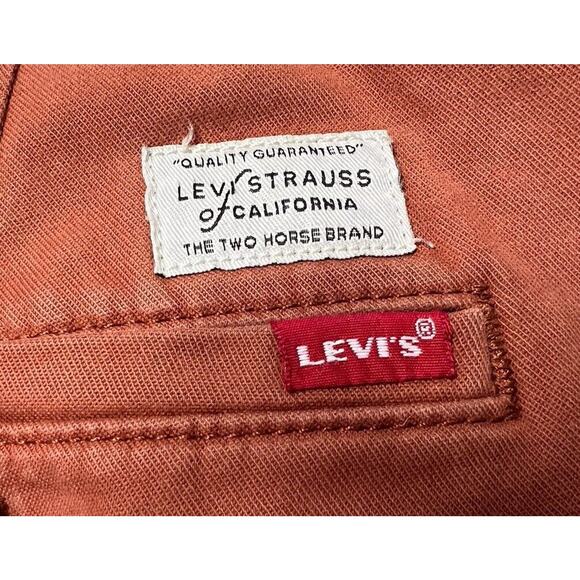 "QUALITY GUARANTEED"
LEVI STRAUSS
of CALIFORNIA
THE TWO HORSE BRAND
LEVI'S®